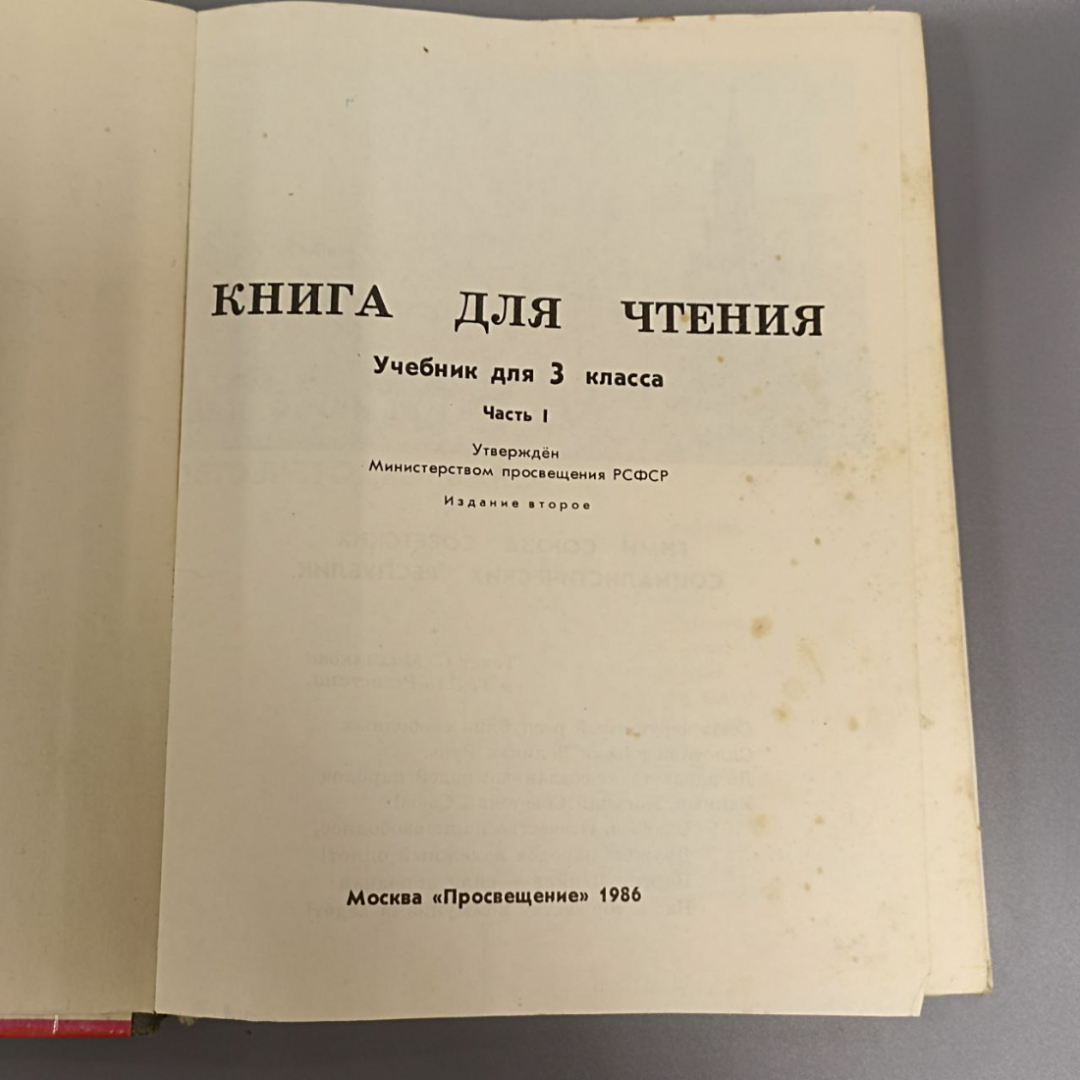 КНИГА ДЛЯ ЧТЕНИЯ
Учебник для 3 класса
Часть I
Утверждён
Министерством просвещения РСФСР
Издание второе
Москва «Просвещение» 1986